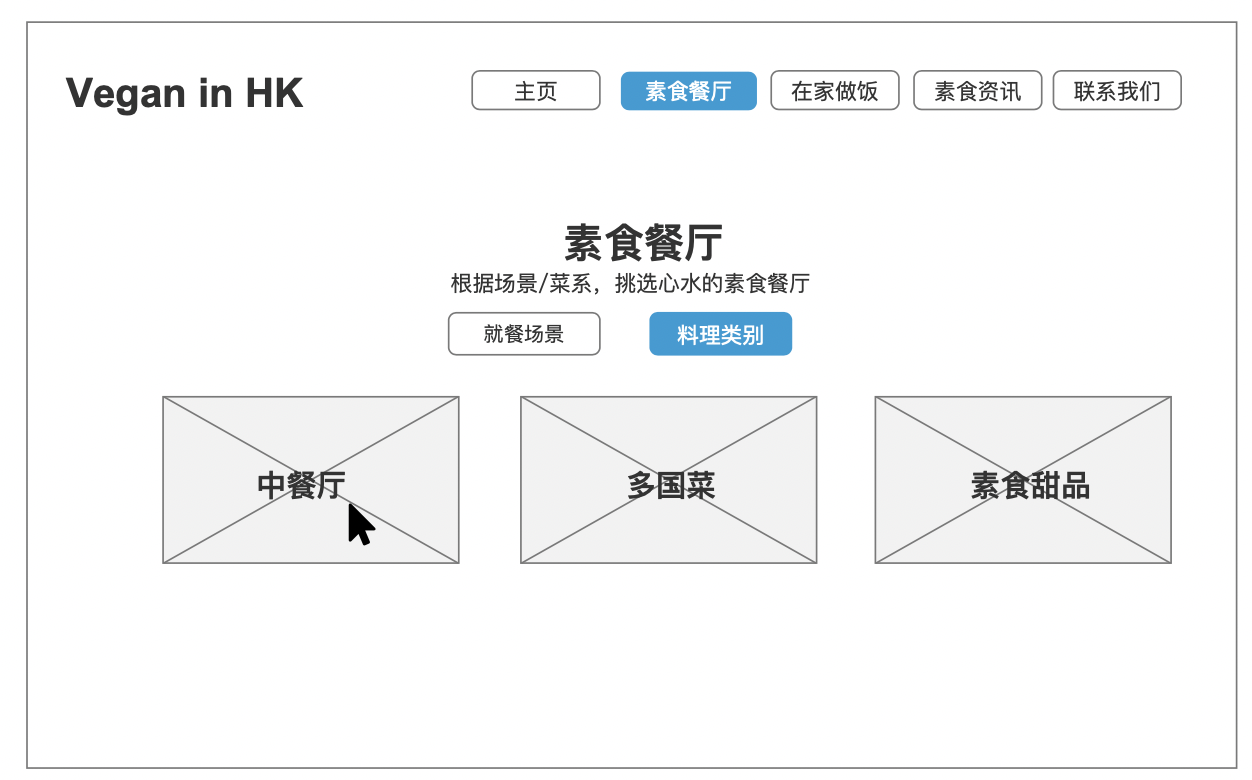 Vegan in HK
主页
素食餐厅
在家做饭
素食资讯
联系我们
素食餐厅
根据场景/菜系，挑选心水的素食餐厅
就餐场景
料理类别
中餐厅
多国菜
素食甜品